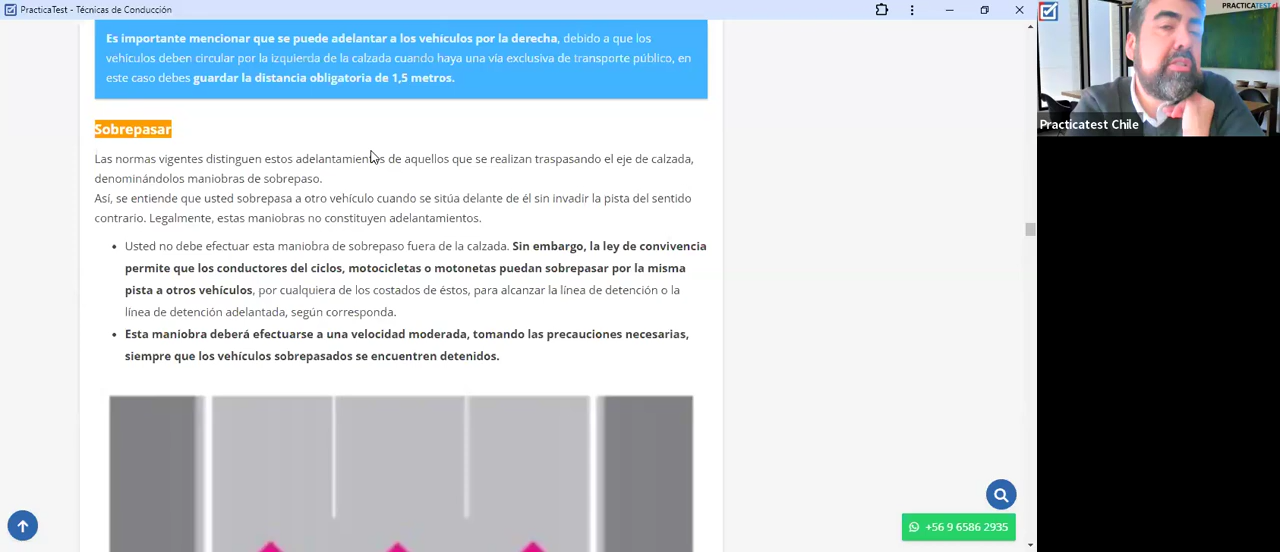 PracticaTest - Técnicas de Conducción
Es importante mencionar que se puede adelantar a los vehículos por la derecha, debido a que los
vehículos deben circular por la izquierda de la calzada cuando haya una vía exclusiva de transporte público, en
este caso debes guardar la distancia obligatoria de 1,5 metros.
Sobrepasar
Las normas vigentes distinguen estos adelantamientos de aquellos que se realizan traspasando el eje de calzada,
denominándolos maniobras de sobrepaso.
Así, se entiende que usted sobrepasa a otro vehículo cuando se sitúa delante de él sin invadir la pista del sentido
contrario. Legalmente, estas maniobras no constituyen adelantamientos.
• Usted no debe efectuar esta maniobra de sobrepaso fuera de la calzada. Sin embargo, la ley de convivencia
permite que los conductores del ciclos, motocicletas o motonetas puedan sobrepasar por la misma
pista a otros vehículos, por cualquiera de los costados de éstos, para alcanzar la línea de detención o la
línea de detención adelantada, según corresponda.
• Esta maniobra deberá efectuarse a una velocidad moderada, tomando las precauciones necesarias,
siempre que los vehículos sobrepasados se encuentren detenidos.
+56 9 6586 2935
PRACTICATEST.cl
Practicatest Chile